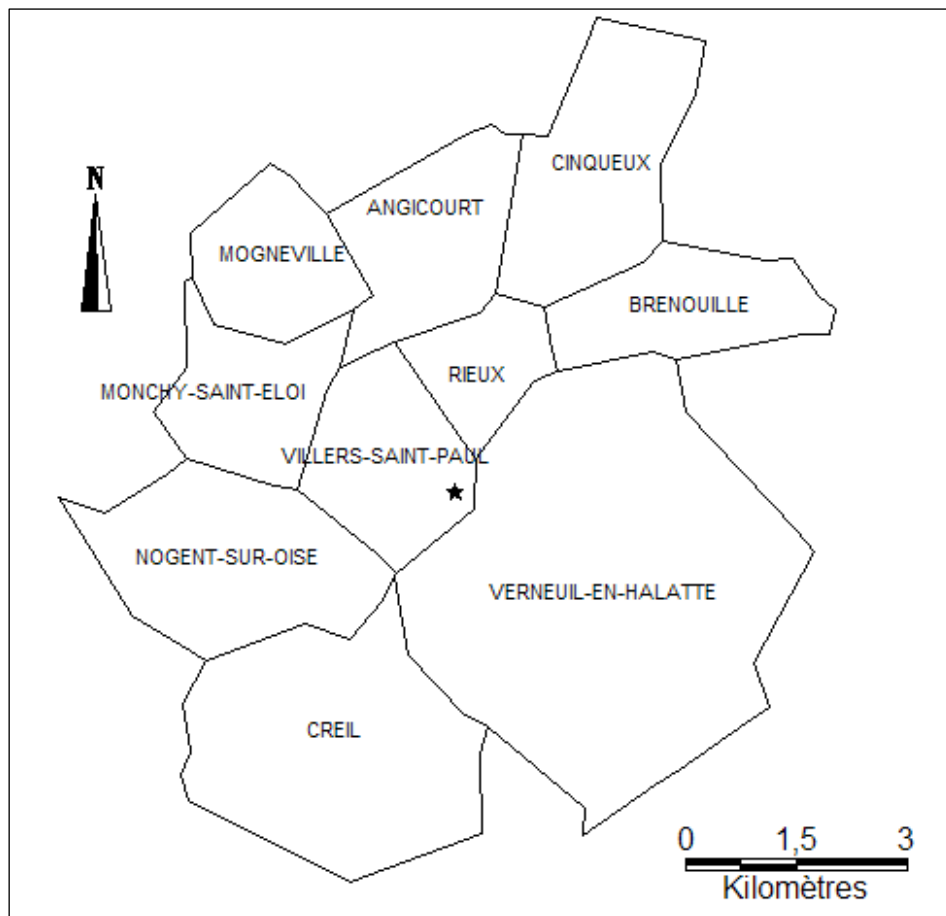 CINQUEUX
N
ANGICOURT
MOGNEVILLE
BRENOUILLE
RIEUX
MONCHY-SAINT-ELOI
VILLERS-SAINT-PAUL
NOGENT-SUR-OISE
VERNEUIL-EN-HALATTE
CREIL
0 1,5 3
Kilomètres